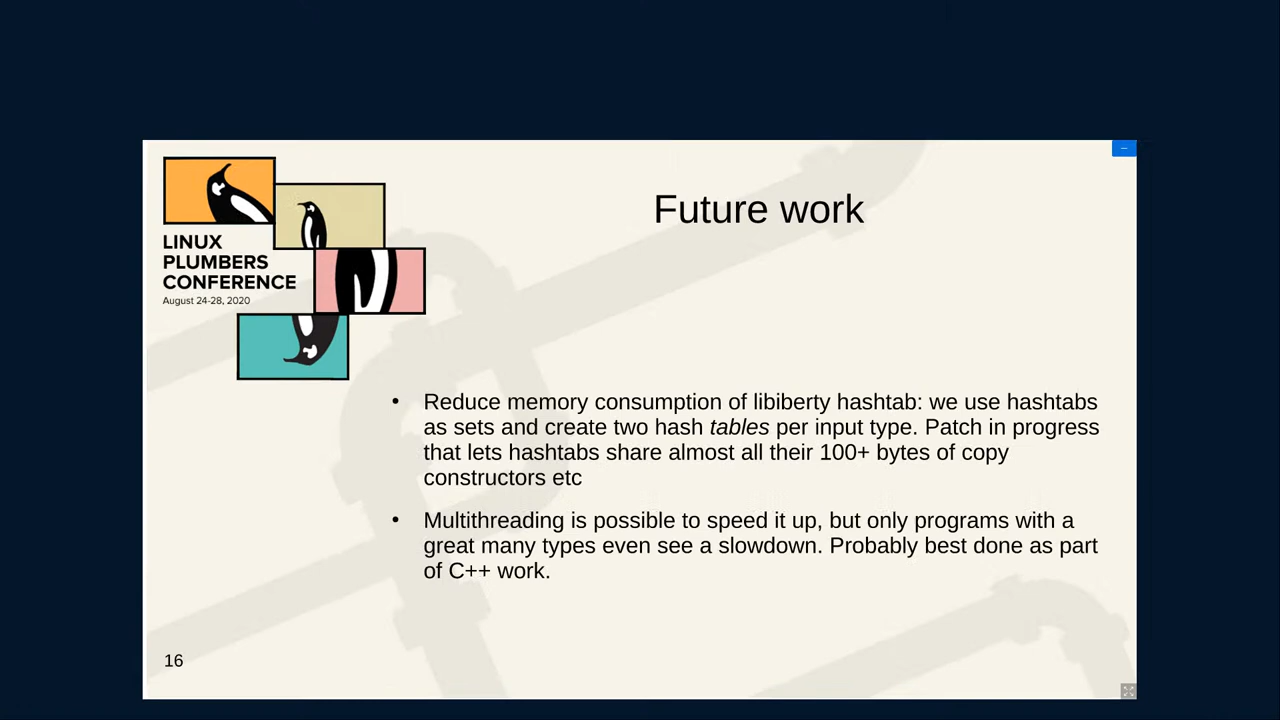 LINUX
PLUMBERS
CONFERENCE
August 24-28, 2020
Future work
• Reduce memory consumption of libiberty hashtab: we use hashtabs
as sets and create two hash tables per input type. Patch in progress
that lets hashtabs share almost all their 100+ bytes of copy
constructors etc
• Multithreading is possible to speed it up, but only programs with a
great many types even see a slowdown. Probably best done as part
of C++ work.
16